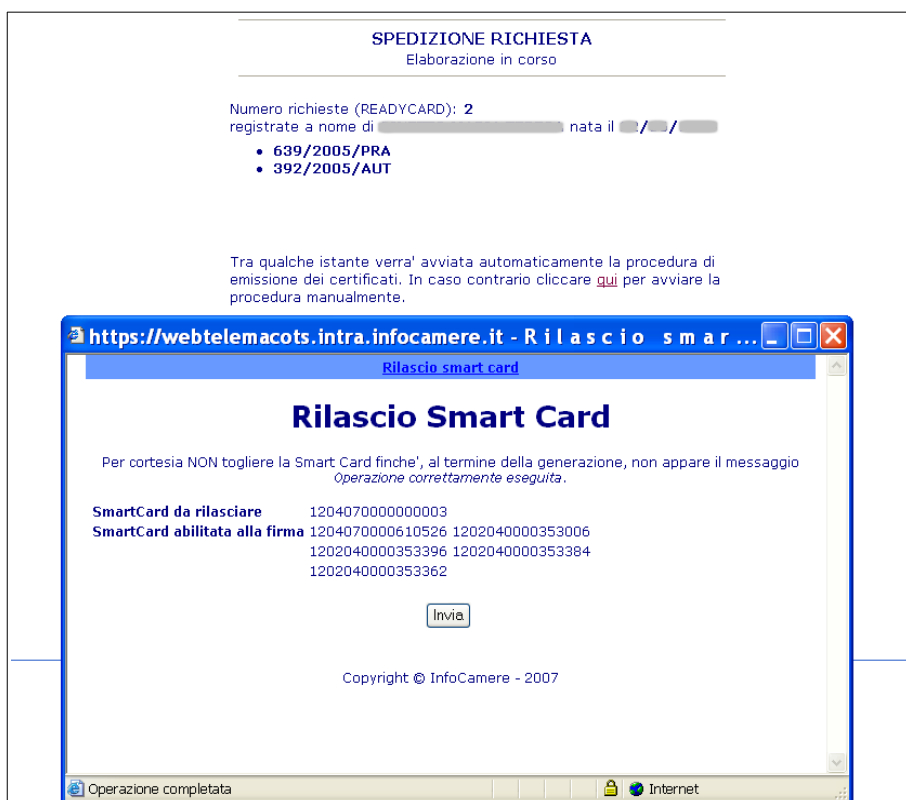 SPEDIZIONE RICHIESTA
Elaborazione in corso
Numero richieste (READYCARD): 2
registrate a nome di nata il / /
• 639/2005/PRA
• 392/2005/AUT
Tra qualche istante verra' avviata automaticamente la procedura di
emissione dei certificati. In caso contrario cliccare qui per avviare la
procedura manualmente.
https://webtelemacots.intra.infocamere.it - Rilascio smar...
Rilascio smart card
Rilascio Smart Card
Per cortesia NON togliere la Smart Card finche', al termine della generazione, non appare il messaggio
Operazione correttamente eseguita.
SmartCard da rilasciare 1204070000000003
SmartCard abilitata alla firma 1204070000610526 1202040000353006
1202040000353396 1202040000353384
1202040000353362
Invia
Copyright © InfoCamere - 2007
Operazione completata Internet